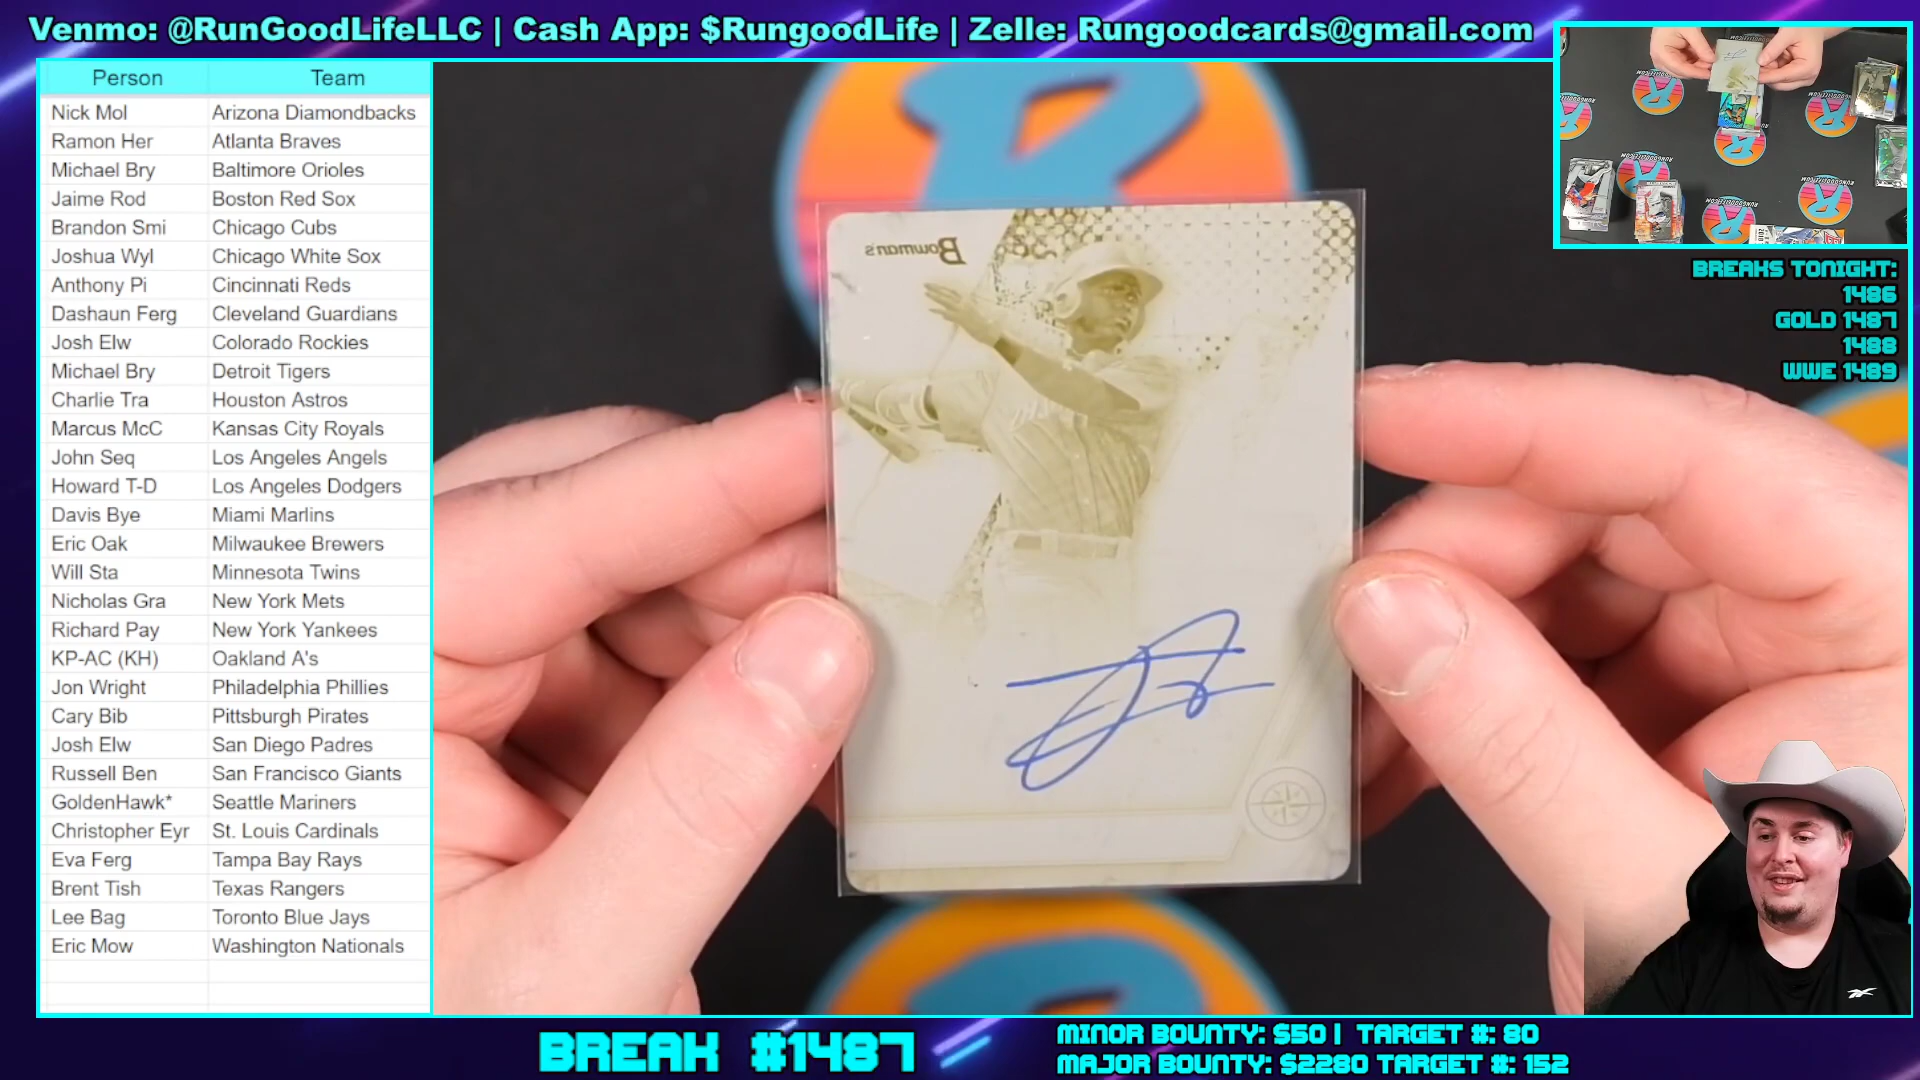 Venmo: @RunGoodLifeLLC | Cash App: $RungoodLife | Zelle: Rungoodcards@gmail.com
Person Team
Nick Mol Arizona Diamondbacks
Ramon Her Atlanta Braves
Michael Bry Baltimore Orioles
Jaime Rod Boston Red Sox
Brandon Smi Chicago Cubs
Joshua Wyl Chicago White Sox
Anthony Pi Cincinnati Reds
Dashaun Ferg Cleveland Guardians
Josh Elw Colorado Rockies
Michael Bry Detroit Tigers
Charlie Tra Houston Astros
Marcus McC Kansas City Royals
John Seq Los Angeles Angels
Howard T-D Los Angeles Dodgers
Davis Bye Miami Marlins
Eric Oak Milwaukee Brewers
Will Sta Minnesota Twins
Nicholas Gra New York Mets
Richard Pay New York Yankees
KP-AC (KH) Oakland A's
Jon Wright Philadelphia Phillies
Cary Bib Pittsburgh Pirates
Josh Elw San Diego Padres
Russell Ben San Francisco Giants
GoldenHawk* Seattle Mariners
Christopher Eyr St. Louis Cardinals
Eva Ferg Tampa Bay Rays
Brent Tish Texas Rangers
Lee Bag Toronto Blue Jays
Eric Mow Washington Nationals
Bowman's
BREAKS TONIGHT:
1486
GOLD 1487
1488
WWE 1489
BREAK #1487
MINOR BOUNTY: $50 | TARGET #: 80
MAJOR BOUNTY: $2280 TARGET #: 152